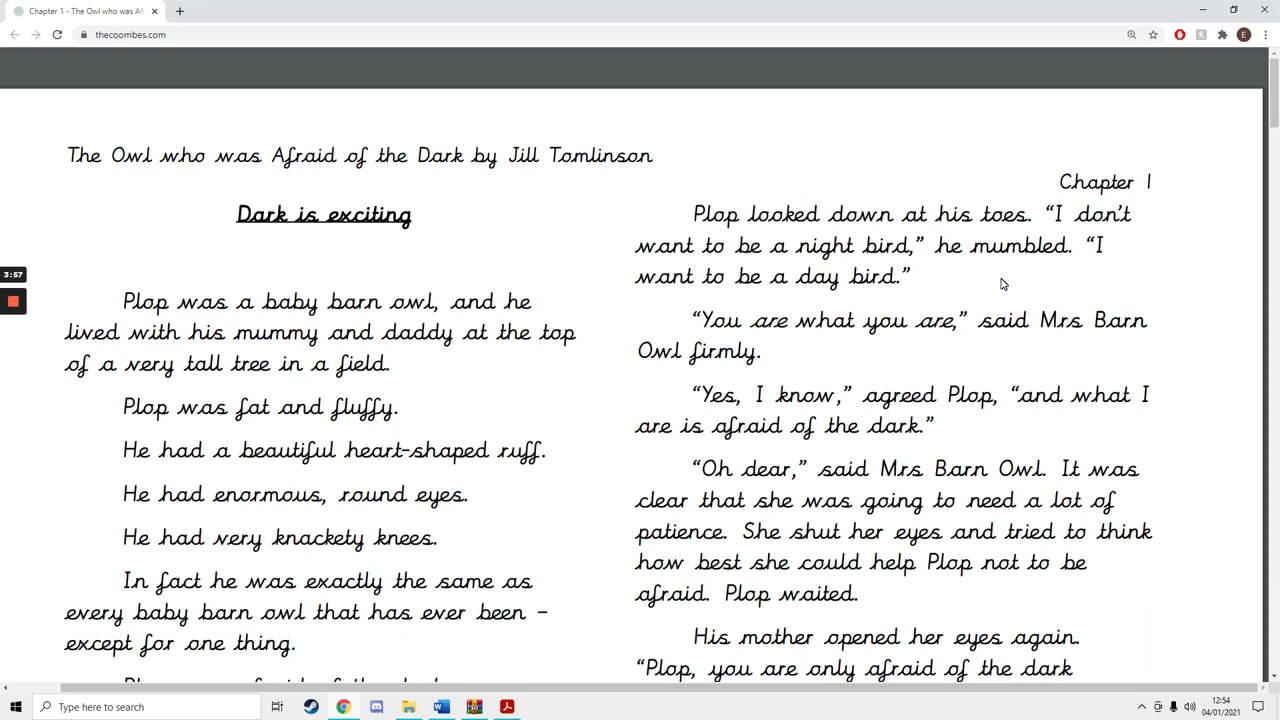 Chapter 1 - The Owl who was Afr
thecoombes.com
E
The Owl who was Afraid of the Dark by Jill Tomlinson
Chapter 1
Dark is exciting
Plop was a baby barn owl, and he
lived with his mummy and daddy at the top
of a very tall tree in a field.
Plop was fat and fluffy.
He had a beautiful heart-shaped ruff.
He had enormous, round eyes.
He had very knackety knees.
In fact he was exactly the same as
every baby barn owl that has ever been –
except for one thing.
Plop looked down at his toes. “I don’t
want to be a night bird,” he mumbled. “I
want to be a day bird.”
“You are what you are,” said Mrs Barn
Owl firmly.
“Yes, I know,” agreed Plop, “and what I
are is afraid of the dark.”
“Oh dear,” said Mrs Barn Owl. It was
clear that she was going to need a lot of
patience. She shut her eyes and tried to think
how best she could help Plop not to be
afraid. Plop waited.
His mother opened her eyes again.
“Plop, you are only afraid of the dark
3:57
Type here to search
12:54
04/01/2021